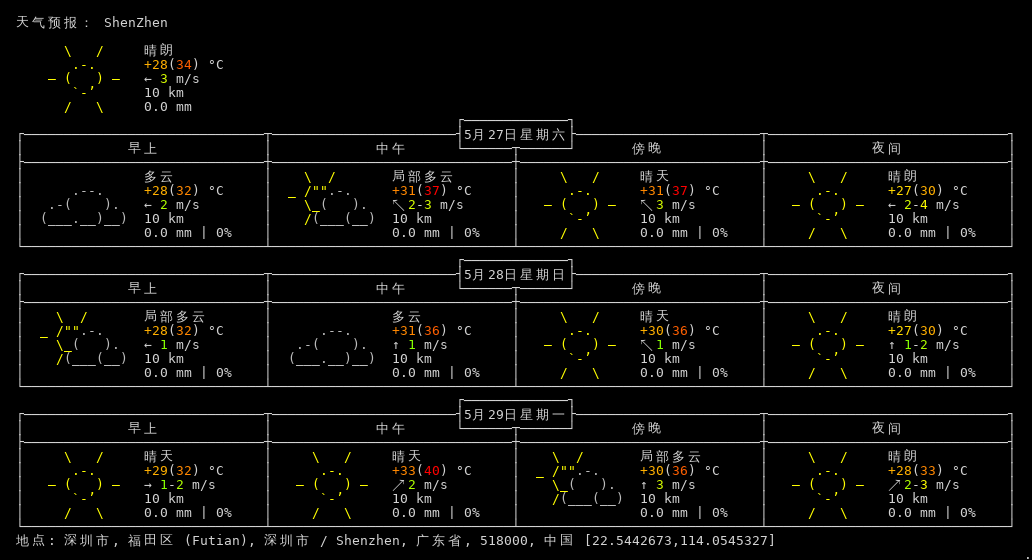 天气预报： ShenZhen
晴朗
+28(34) °C
← 3 m/s
10 km
0.0 mm
5月27日星期六
早上 中午 傍晚 夜间
多云 局部多云 晴天 晴朗
+28(32) °C +31(37) °C +31(37) °C +27(30) °C
← 2 m/s ↖2-3 m/s ↖3 m/s ← 2-4 m/s
10 km 10 km 10 km 10 km
0.0 mm | 0% 0.0 mm | 0% 0.0 mm | 0% 0.0 mm | 0%
5月28日星期日
早上 中午 傍晚 夜间
局部多云 多云 晴天 晴朗
+28(32) °C +31(36) °C +30(36) °C +27(30) °C
← 1 m/s ↑ 1 m/s ↖1 m/s ↑ 1-2 m/s
10 km 10 km 10 km 10 km
0.0 mm | 0% 0.0 mm | 0% 0.0 mm | 0% 0.0 mm | 0%
5月29日星期一
早上 中午 傍晚 夜间
晴天 晴天 局部多云 晴朗
+29(32) °C +33(40) °C +30(36) °C +28(33) °C
→ 1-2 m/s ↗2 m/s ↑ 3 m/s ↗2-3 m/s
10 km 10 km 10 km 10 km
0.0 mm | 0% 0.0 mm | 0% 0.0 mm | 0% 0.0 mm | 0%
地点: 深圳市, 福田区 (Futian), 深圳市 / Shenzhen, 广东省, 518000, 中国 [22.5442673,114.0545327]